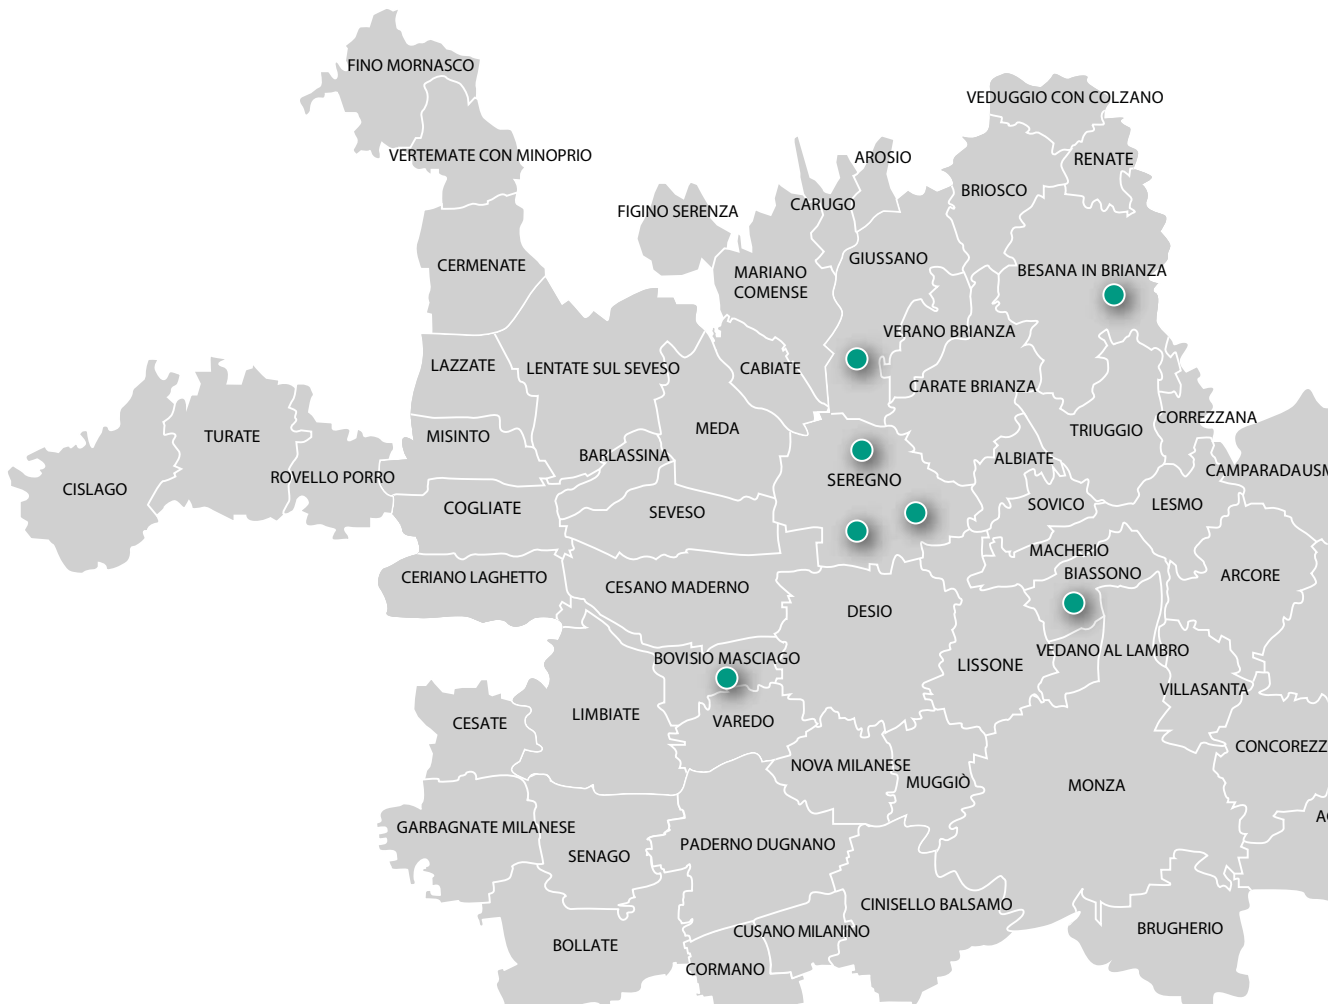 FINO MORNASCO
VEDUGGIO CON COLZANO
VERTEMATE CON MINOPRIO
AROSIO
RENATE
BRIOSCO
CARUGO
FIGINO SERENZA
GIUSSANO
CERMENATE
MARIANO
COMENSE
BESANA IN BRIANZA
VERANO BRIANZA
LAZZATE
LENTATE SUL SEVESO
CABIATE
CARATE BRIANZA
CORREZZANA
MEDA
TRIUGGIO
TURATE
MISINTO
BARLASSINA
ALBIATE
CAMPARADAUSM
ROVELLO PORRO
SEREGNO
CISLAGO
COGLIATE
SEVESO
SOVICO
LESMO
MACHERIO
BIASSONO
ARCORE
CERIANO LAGHETTO
CESANO MADERNO
DESIO
VEDANO AL LAMBRO
BOVISIO MASCIAGO
LISSONE
VILLASANTA
LIMBIATE
CESATE
VAREDO
CONCOREZZ
NOVA MILANESE
MUGGIÒ
MONZA
AC
GARBAGNATE MILANESE
PADERNO DUGNANO
SENAGO
CINISELLO BALSAMO
CUSANO MILANINO
BRUGHERIO
BOLLATE
CORMANO